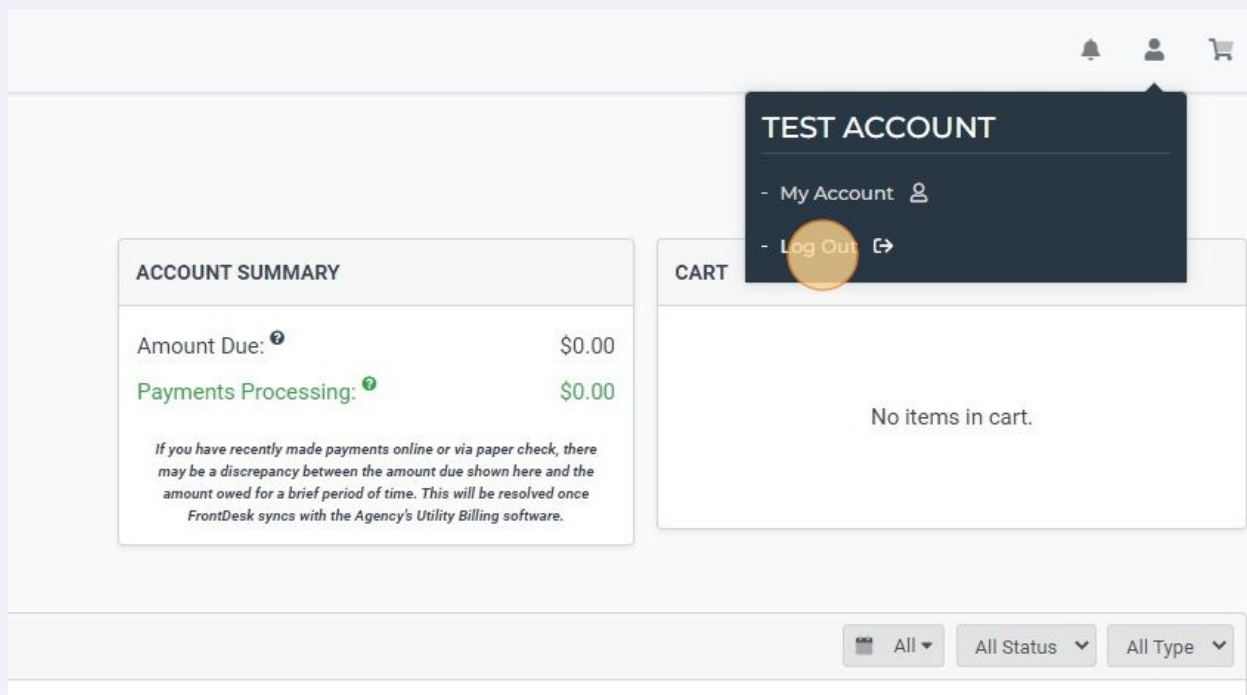 TEST ACCOUNT
- My Account
- Log Out
ACCOUNT SUMMARY
Amount Due: $0.00
Payments Processing: $0.00
If you have recently made payments online or via paper check, there
may be a discrepancy between the amount due shown here and the
amount owed for a brief period of time. This will be resolved once
FrontDesk syncs with the Agency's Utility Billing software.
CART
No items in cart.
All All Status All Type